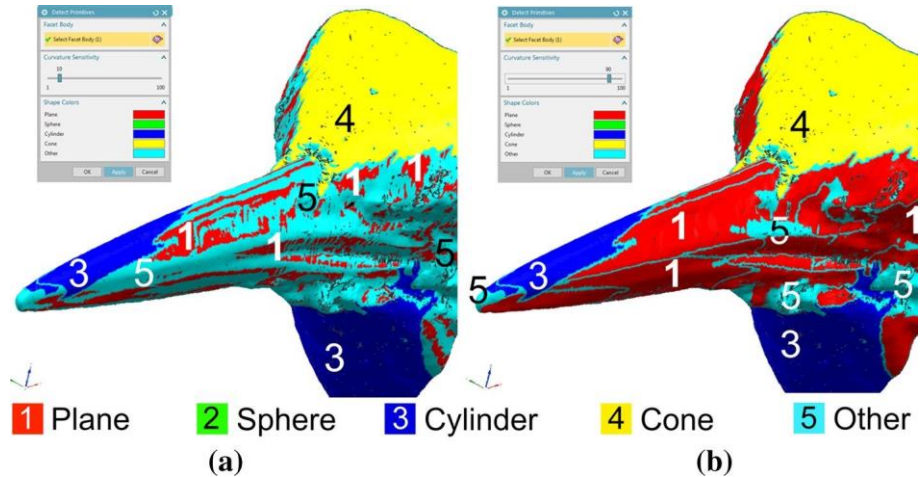 Detect Primitives
Facet Body
Select Facet Body (1)
Curvature Sensitivity
10
1 100
Shape Colors
Plane
Sphere
Cylinder
Cone
Other
OK Apply Cancel
4
1 1
5
1
1
5
5
3
3
Detect Primitives
Facet Body
Select Facet Body (1)
Curvature Sensitivity
90
1 100
Shape Colors
Plane
Sphere
Cylinder
Cone
Other
OK Apply Cancel
4
1
5
1
1
3
5
5
5
3
1 Plane 2 Sphere 3 Cylinder 4 Cone 5 Other
(a) (b)